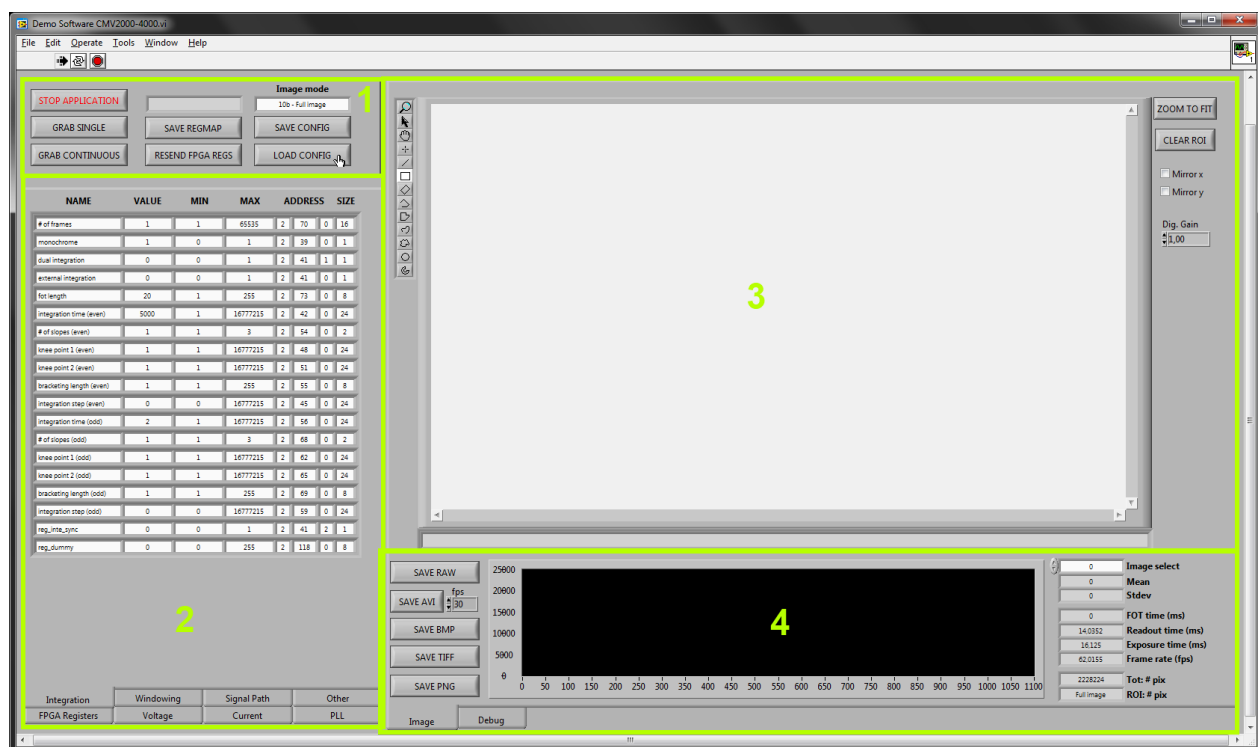 Demo Software CMV2000-4000.vi
File Edit Operate Tools Window Help
1
Image mode
STOP APPLICATION
10b - Full image
1
GRAB SINGLE SAVE REGMAP SAVE CONFIG
GRAB CONTINUOUS RESEND FPGA REGS LOAD CONFIG
NAME VALUE MIN MAX ADDRESS SIZE
# of frames 1 1 65535 2 70 0 16
monochrome 1 0 1 2 39 0 1
dual integration 0 0 1 2 41 1 1
external integration 0 0 1 2 41 0 1
fot length 20 1 255 2 73 0 8
integration time (even) 5000 1 16777215 2 42 0 24
# of slopes (even) 1 1 3 2 54 0 2
knee point 1 (even) 1 1 16777215 2 48 0 24
knee point 2 (even) 1 1 16777215 2 51 0 24
bracketing length (even) 1 1 255 2 55 0 8
integration step (even) 0 0 16777215 2 45 0 24
integration time (odd) 2 1 16777215 2 56 0 24
# of slopes (odd) 1 1 3 2 68 0 2
knee point 1 (odd) 1 1 16777215 2 62 0 24
knee point 2 (odd) 1 1 16777215 2 65 0 24
bracketing length (odd) 1 1 255 2 69 0 8
integration step (odd) 0 0 16777215 2 59 0 24
reg_inte_sync 0 0 1 2 41 2 1
reg_dummy 0 0 255 2 118 0 8
2
Integration Windowing Signal Path Other
FPGA Registers Voltage Current PLL
3
ZOOM TO FIT
CLEAR ROI
Mirror x
Mirror y
Dig. Gain
1,00
SAVE RAW
SAVE AVI
fps
30
SAVE BMP
SAVE TIFF
SAVE PNG
25000
20000
15000
10000
5000
0
0 50 100 150 200 250 300 350 400 450 500 550 600 650 700 750 800 850 900 950 1000 1050 1100
4
0 Image select
0 Mean
0 Stdev
0 FOT time (ms)
14,0352 Readout time (ms)
16,125 Exposure time (ms)
62,0155 Frame rate (fps)
2228224 Tot: # pix
Full image ROI: # pix
Image Debug